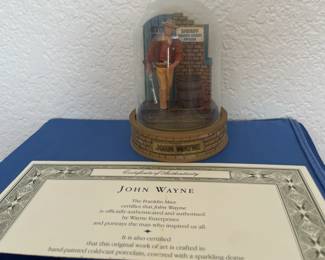 SHERIFF
JOHN WAYNE
Certificate of Authenticity
JOHN WAYNE
The Franklin Mint
certifies that John Wayne
is officially authenticated and authorized
by Wayne Enterprises
and portrays the man who inspired us all.
It is also certified
that this original work of art is crafted in
hand-painted cold-cast porcelain, covered with a sparkling dome